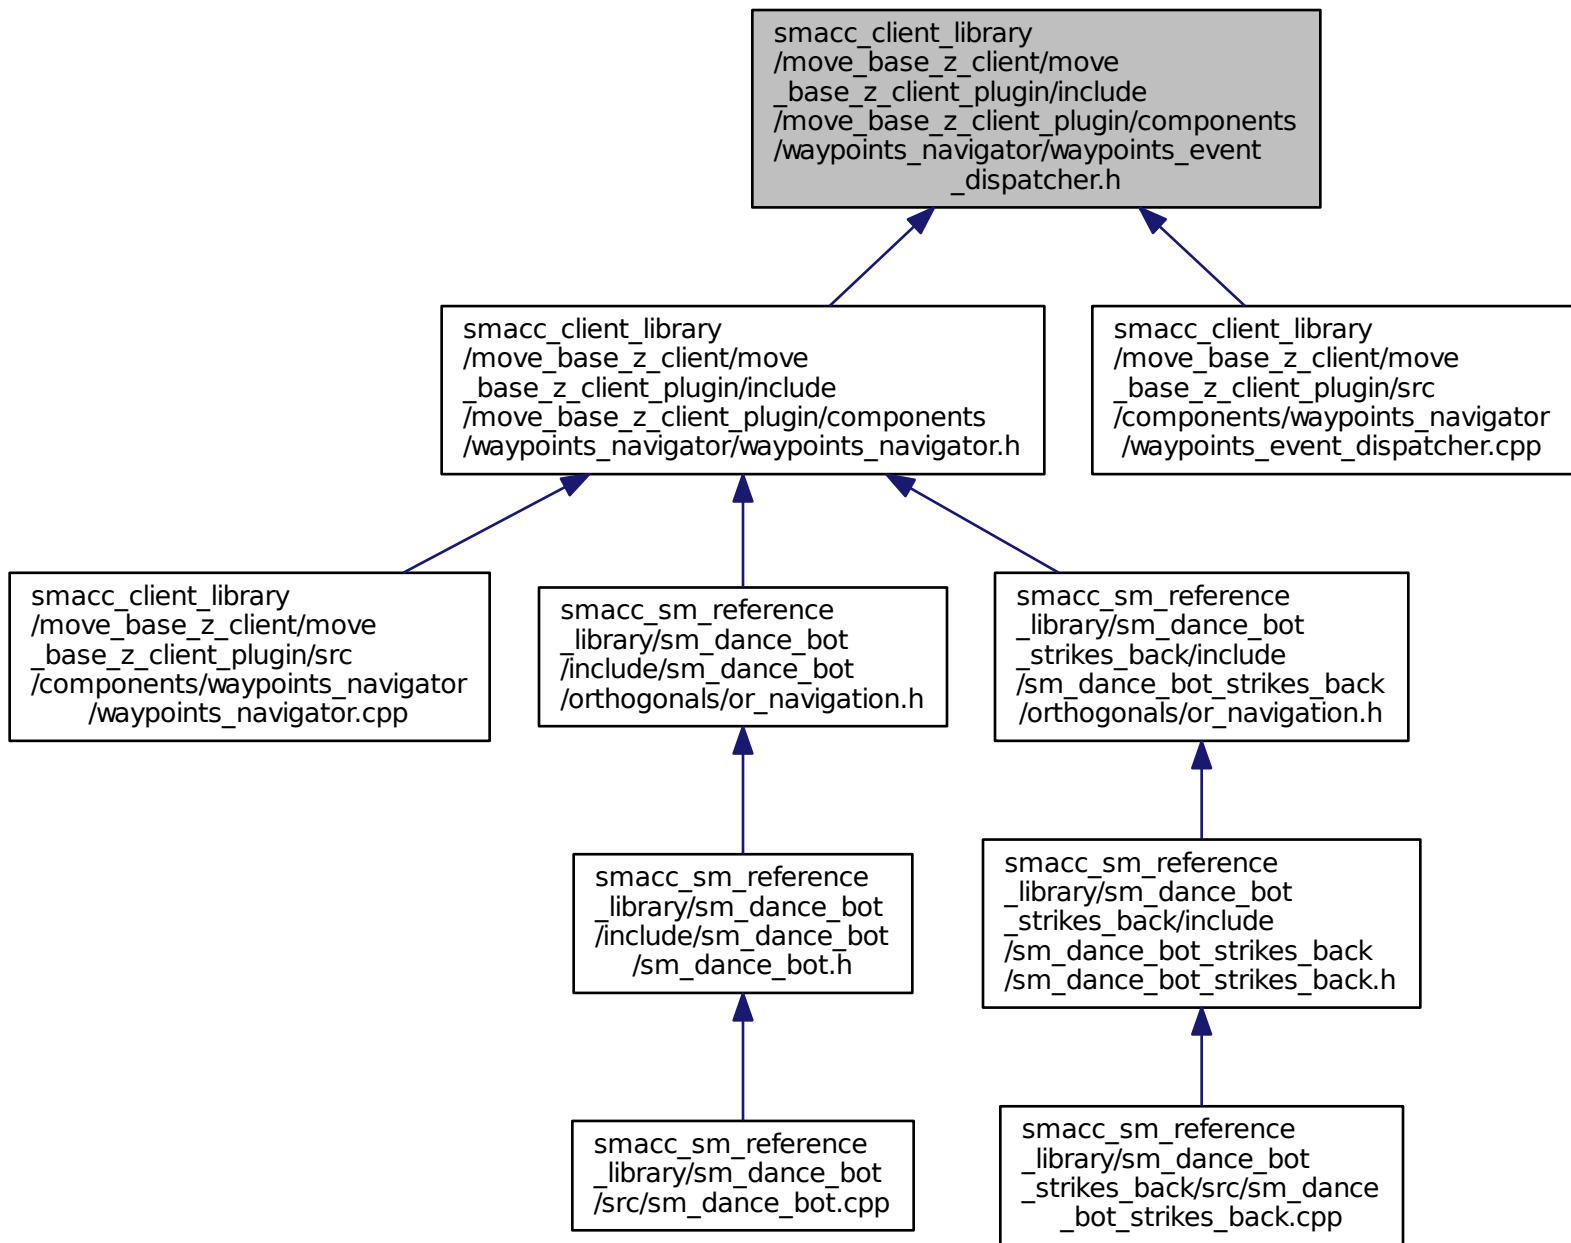 smacc_client_library
/move_base_z_client/move
_base_z_client_plugin/include
/move_base_z_client_plugin/components
/waypoints_navigator/waypoints_event
_dispatcher.h
smacc_client_library
/move_base_z_client/move
_base_z_client_plugin/include
/move_base_z_client_plugin/components
/waypoints_navigator/waypoints_navigator.h
smacc_client_library
/move_base_z_client/move
_base_z_client_plugin/src
/components/waypoints_navigator
/waypoints_event_dispatcher.cpp
smacc_client_library
/move_base_z_client/move
_base_z_client_plugin/src
/components/waypoints_navigator
/waypoints_navigator.cpp
smacc_sm_reference
_library/sm_dance_bot
/include/sm_dance_bot
/orthogonals/or_navigation.h
smacc_sm_reference
_library/sm_dance_bot
_strikes_back/include
/sm_dance_bot_strikes_back
/orthogonals/or_navigation.h
smacc_sm_reference
_library/sm_dance_bot
/include/sm_dance_bot
/sm_dance_bot.h
smacc_sm_reference
_library/sm_dance_bot
_strikes_back/include
/sm_dance_bot_strikes_back
/sm_dance_bot_strikes_back.h
smacc_sm_reference
_library/sm_dance_bot
/src/sm_dance_bot.cpp
smacc_sm_reference
_library/sm_dance_bot
_strikes_back/src/sm_dance
_bot_strikes_back.cpp